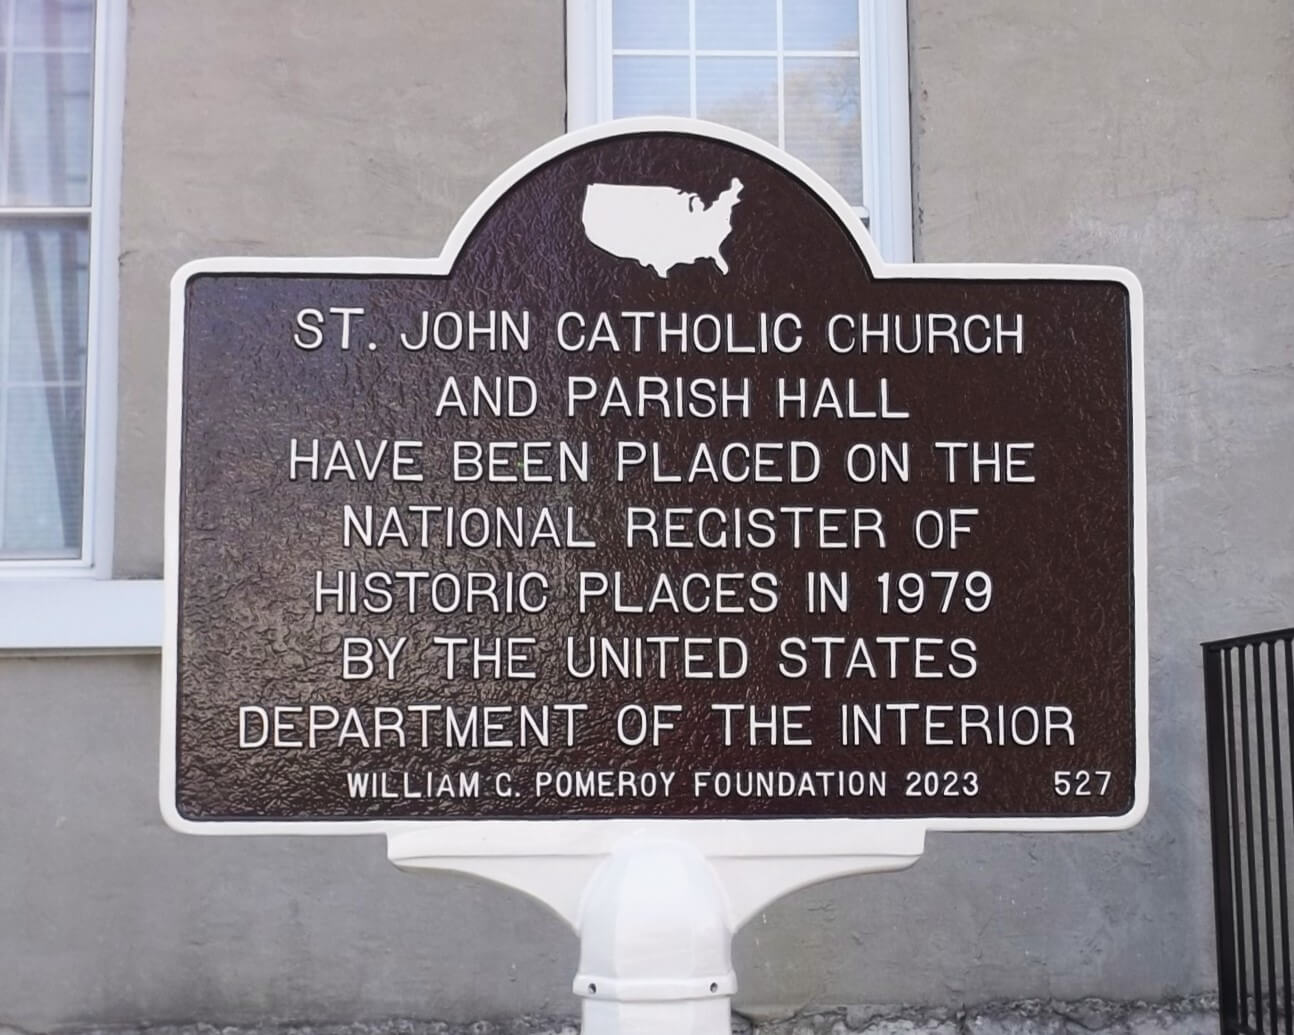 ST. JOHN CATHOLIC CHURCH
AND PARISH HALL
HAVE BEEN PLACED ON THE
NATIONAL REGISTER OF
HISTORIC PLACES IN 1979
BY THE UNITED STATES
DEPARTMENT OF THE INTERIOR
WILLIAM G. POMEROY FOUNDATION 2023 527